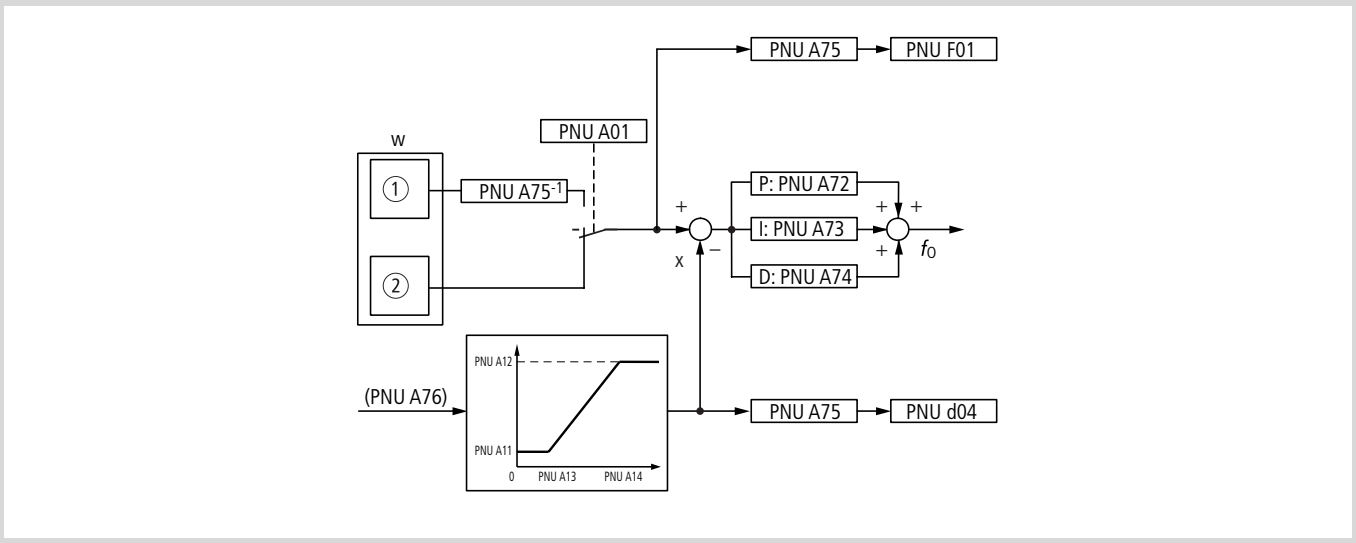 PNU A75
PNU F01
PNU A01
w
1
PNU A75-1
P: PNU A72
+
+
+
I: PNU A73
x
−
+
f0
2
D: PNU A74
PNU A12
(PNU A76)
PNU A75
PNU d04
PNU A11
0
PNU A13
PNU A14